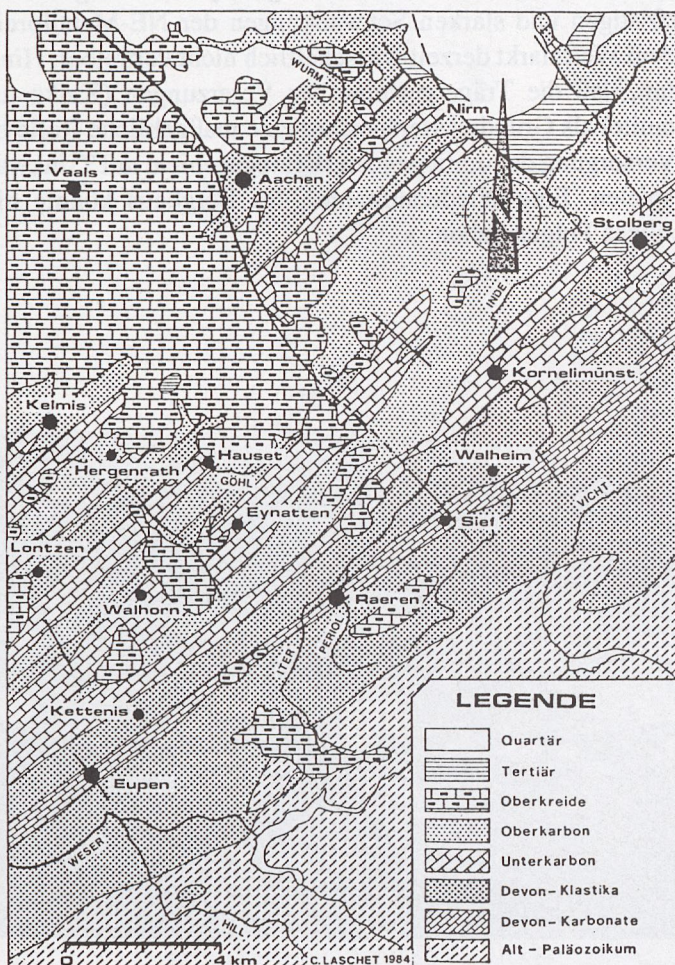 WURM
Nirm
Vaals
Aachen
N
Stolberg
INDE
Kornelimünst.
Kelmis
Hergenrath
Hauset
GÖHL
Walheim
VICHT
Eynatten
Sief
Lontzen
Walhorn
Raeren
ITER
PERIOL
Kettenis
Eupen
WESER
HILL
0 4 km
C. LASCHET 1984
LEGENDE
Quartär
Tertiär
Oberkreide
Oberkarbon
Unterkarbon
Devon-Klastika
Devon-Karbonate
Alt-Paläozoikum